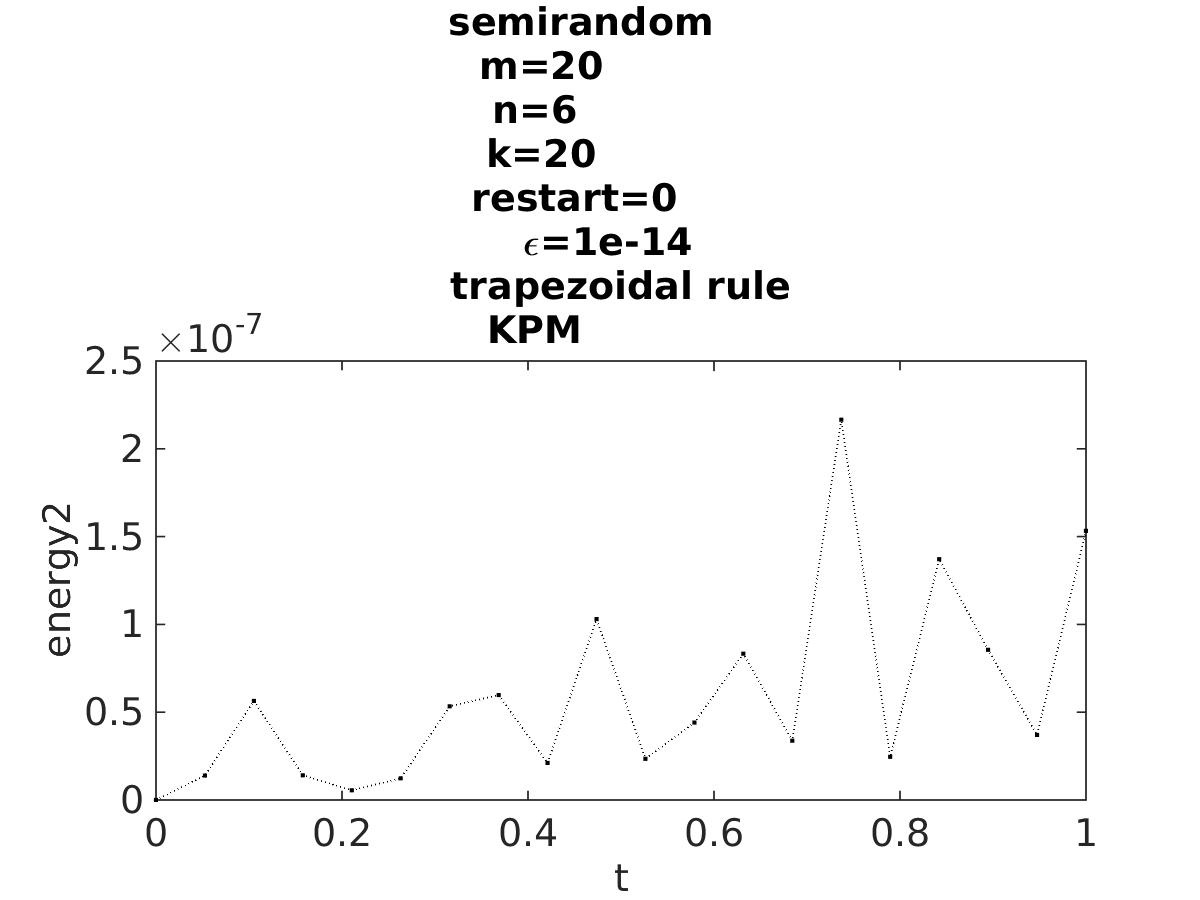 semirandom
m=20
n=6
k=20
restart=0
ϵ=1e-14
trapezoidal rule
KPM
×10-7
2.5
2
1.5
1
0.5
0
energy2
0 0.2 0.4 0.6 0.8 1
t